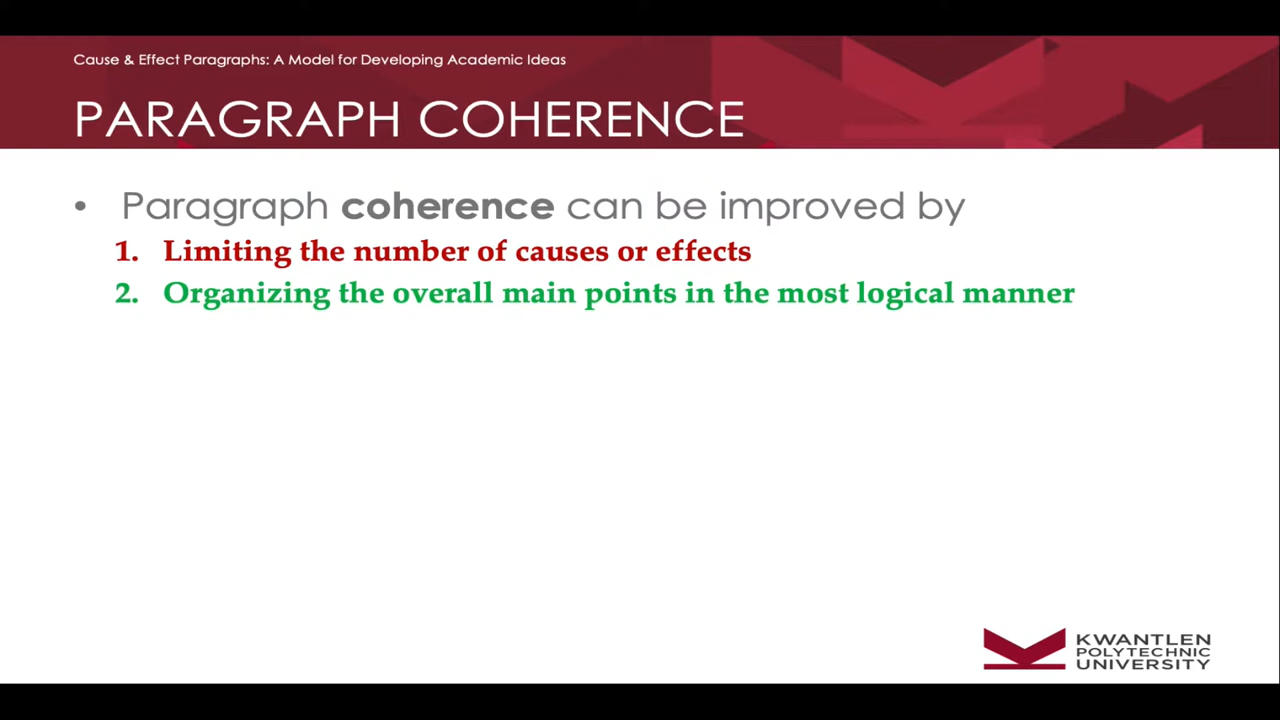 Cause & Effect Paragraphs: A Model for Developing Academic Ideas
PARAGRAPH COHERENCE
• Paragraph coherence can be improved by
1. Limiting the number of causes or effects
2. Organizing the overall main points in the most logical manner
KWANTLEN
POLYTECHNIC
UNIVERSITY